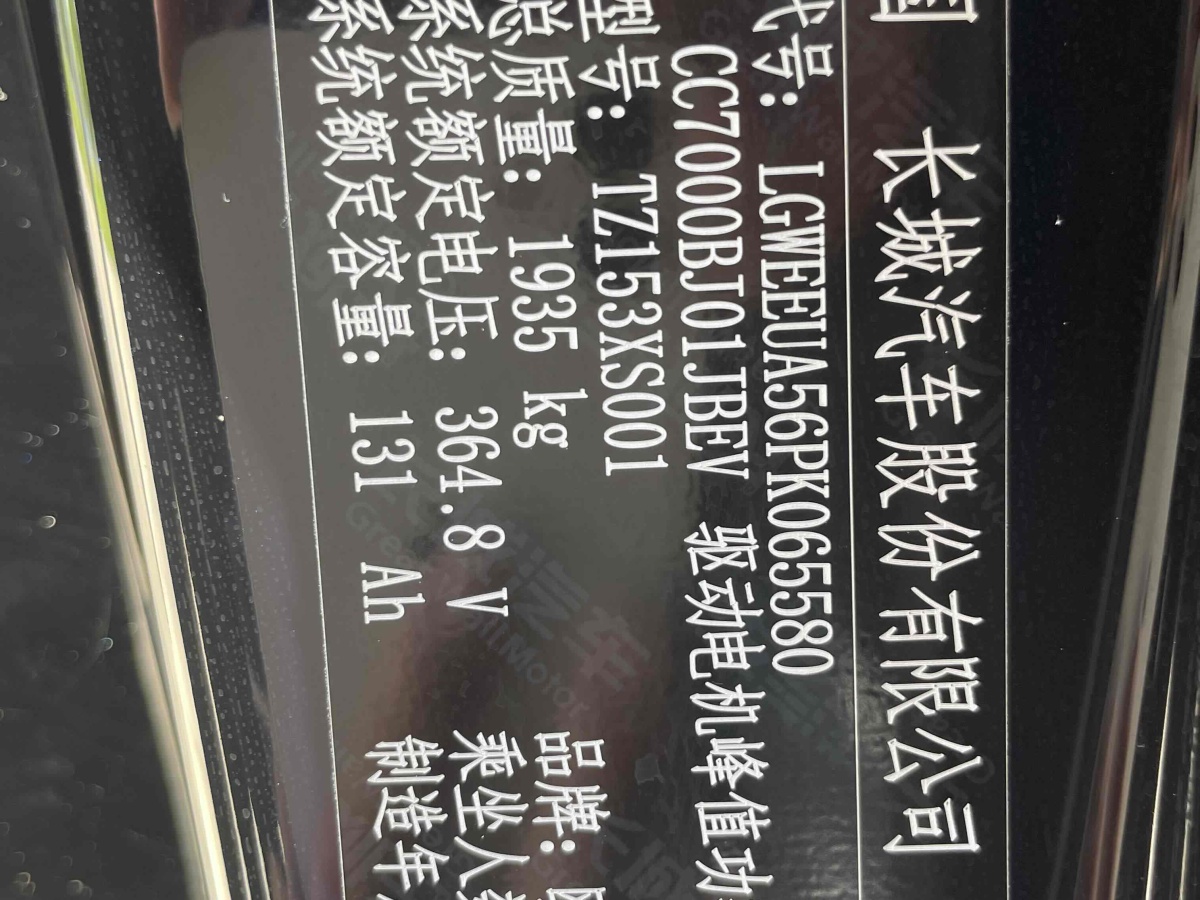 国 长城汽车股份有限公司
代号: LGWEEUA56PK065580
CC7000BJ01JBEV 驱动电机峰值功
型号: TZ153XS001
总质量: 1935 kg 品牌:
系统额定电压: 364.8 V 乘坐人数
系统额定容量: 131 Ah 制造年